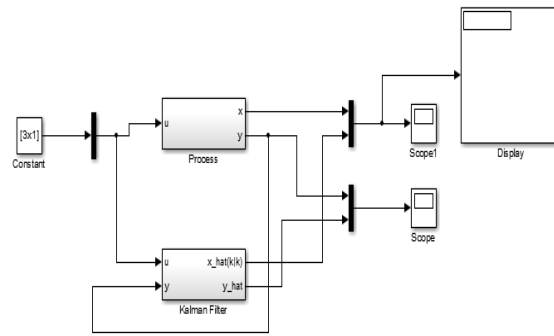 [3x1]
Constant
u
x
y
Process
Scope1
Display
Scope
u
y
x_hat(k|k)
y_hat
Kalman Filter